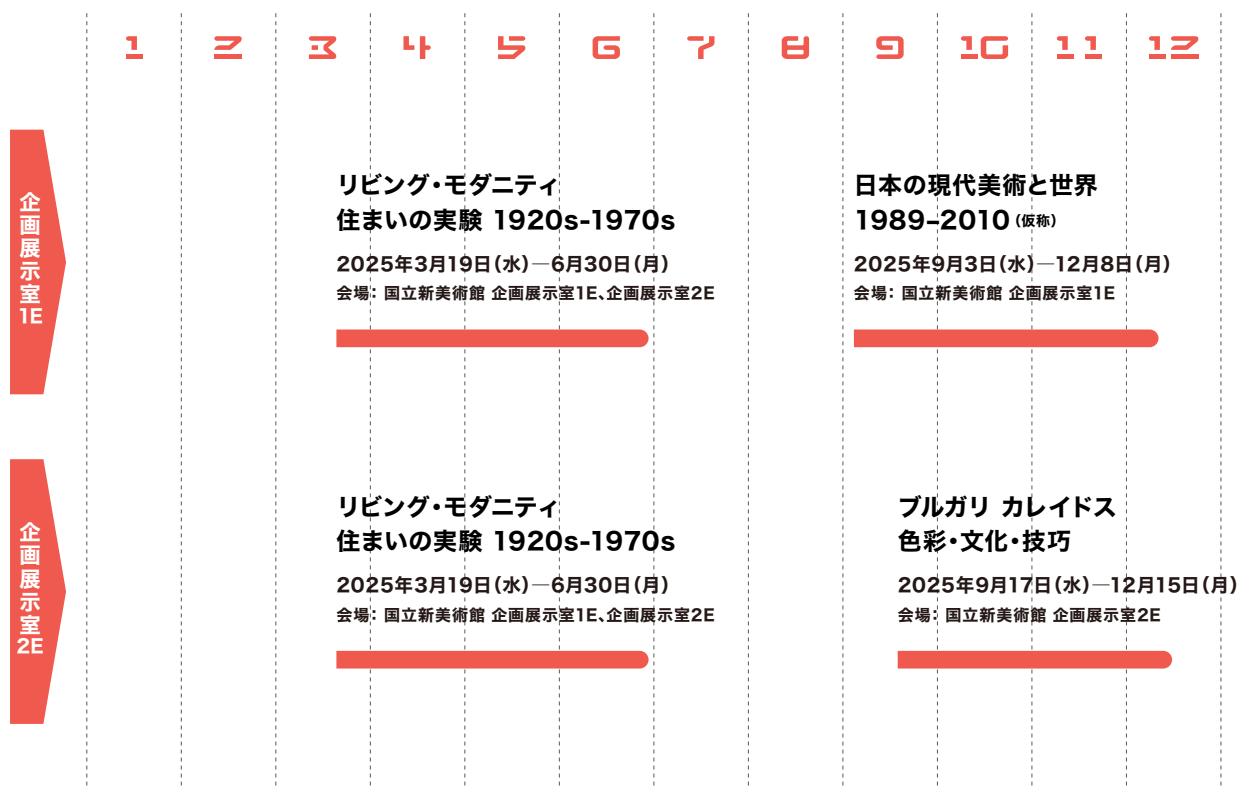 1 2 3 4 5 6 7 8 9 10 11 12
企画展示室1E
リビング・モダニティ
住まいの実験 1920s-1970s
2025年3月19日(水)—6月30日(月)
会場: 国立新美術館 企画展示室1E、企画展示室2E
日本の現代美術と世界
1989–2010(仮称)
2025年9月3日(水)—12月8日(月)
会場: 国立新美術館 企画展示室1E
企画展示室2E
リビング・モダニティ
住まいの実験 1920s-1970s
2025年3月19日(水)—6月30日(月)
会場: 国立新美術館 企画展示室1E、企画展示室2E
ブルガリ カレイドス
色彩・文化・技巧
2025年9月17日(水)—12月15日(月)
会場: 国立新美術館 企画展示室2E